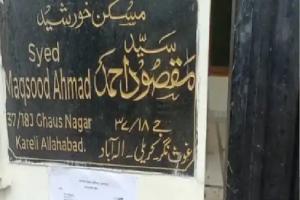 مسکن خورشید
Syed
Maqsood Ahmad
37/18J Ghaus Nagar
Kareli Allahabad.
سیّد
مقصود احمد
جے ۳۷/۱۸
غوث نگر کریلی - الہ آباد